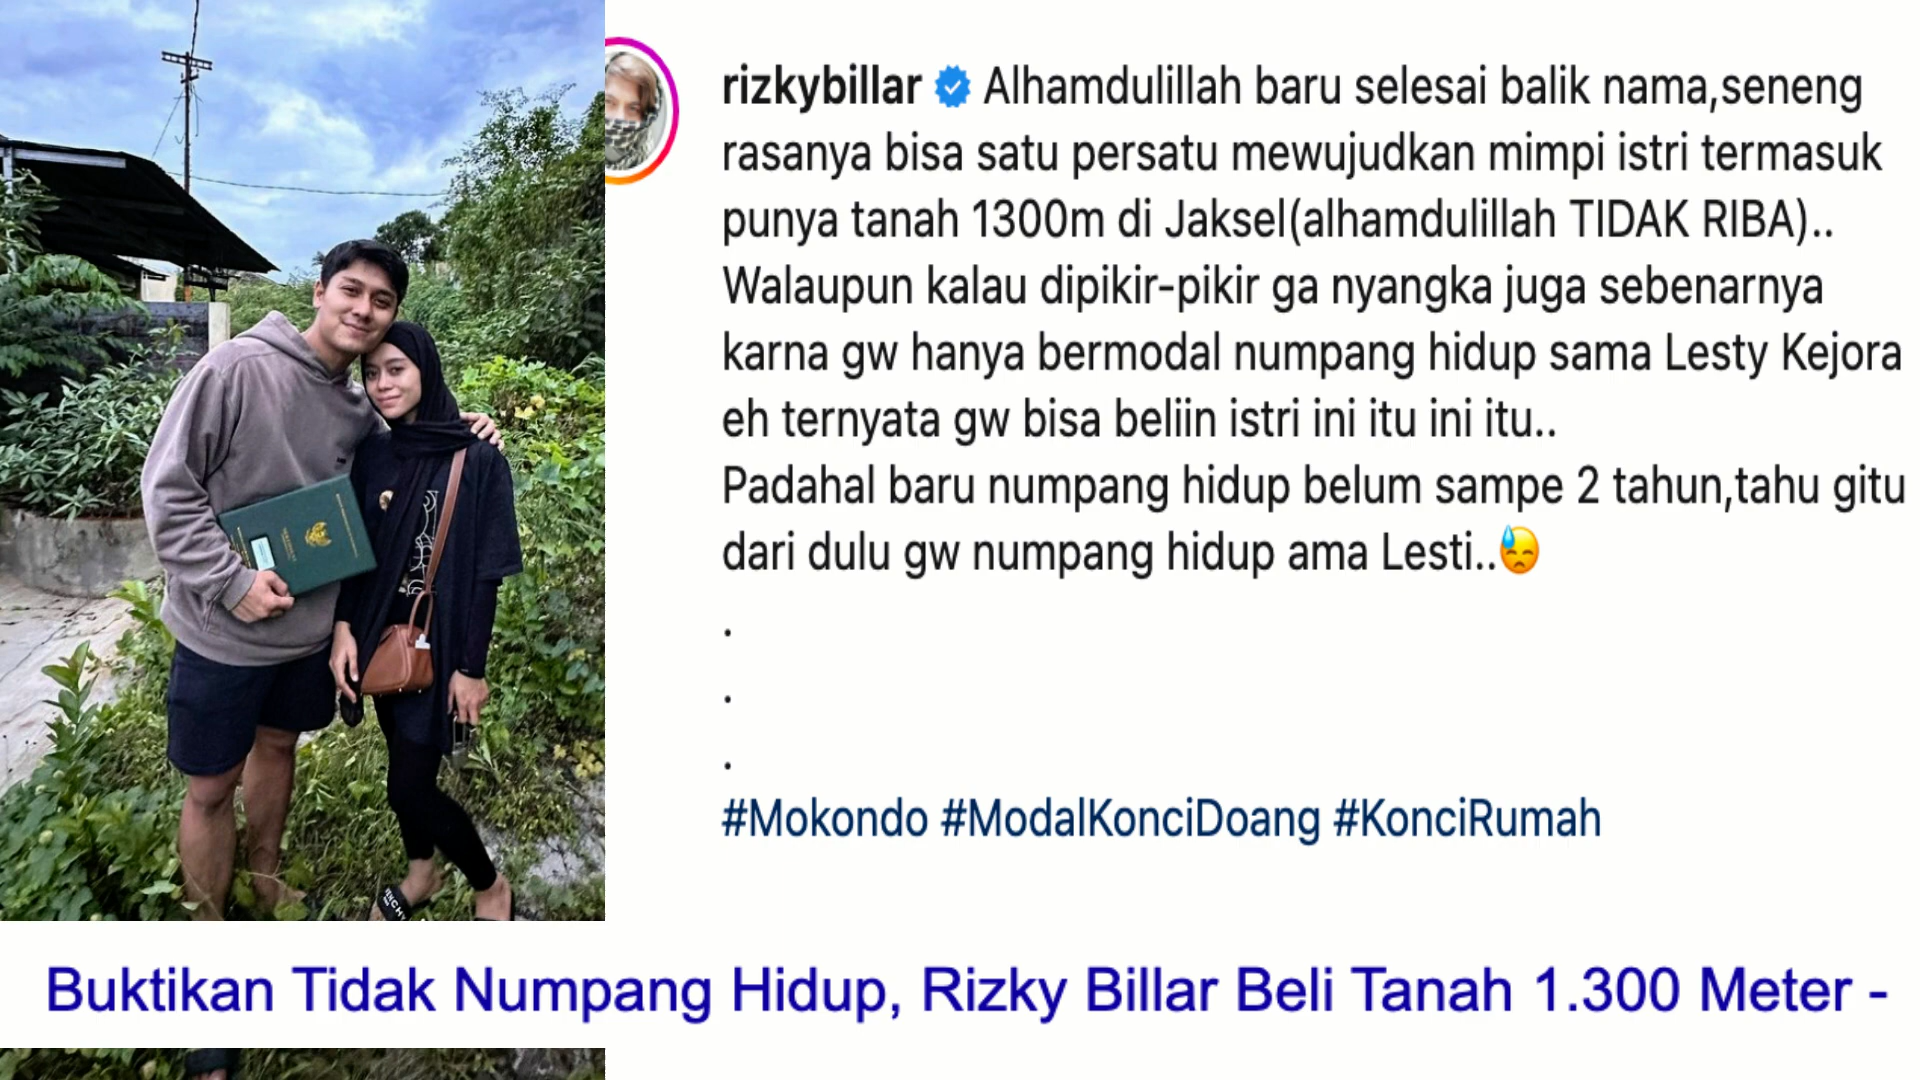 rizkybillar Alhamdulillah baru selesai balik nama,seneng
rasanya bisa satu persatu mewujudkan mimpi istri termasuk
punya tanah 1300m di Jaksel(alhamdulillah TIDAK RIBA)..
Walaupun kalau dipikir-pikir ga nyangka juga sebenarnya
karna gw hanya bermodal numpang hidup sama Lesty Kejora
eh ternyata gw bisa beliin istri ini itu ini itu..
Padahal baru numpang hidup belum sampe 2 tahun,tahu gitu
dari dulu gw numpang hidup ama Lesti..😓
.
.
.
#Mokondo #ModalKonciDoang #KonciRumah
Buktikan Tidak Numpang Hidup, Rizky Billar Beli Tanah 1.300 Meter -